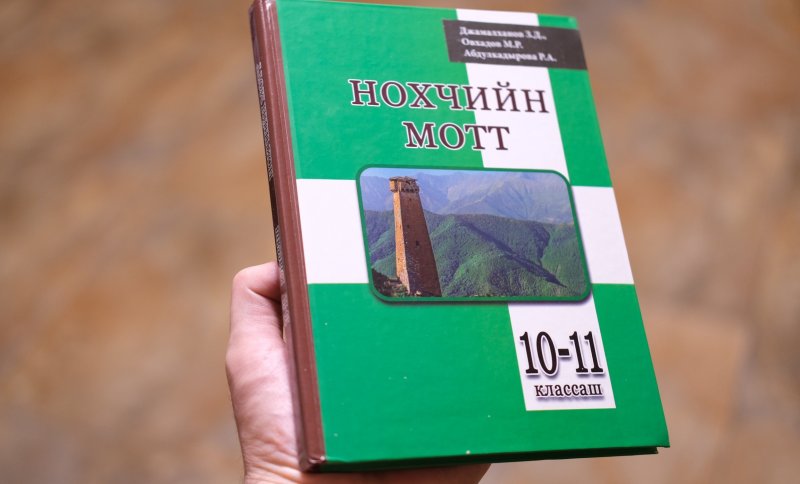 Джамалханов З.Д.,
Овхадов М.Р.
Абдулкадырова Р.А.
НОХЧИЙН
МОТТ
10-11
классаш